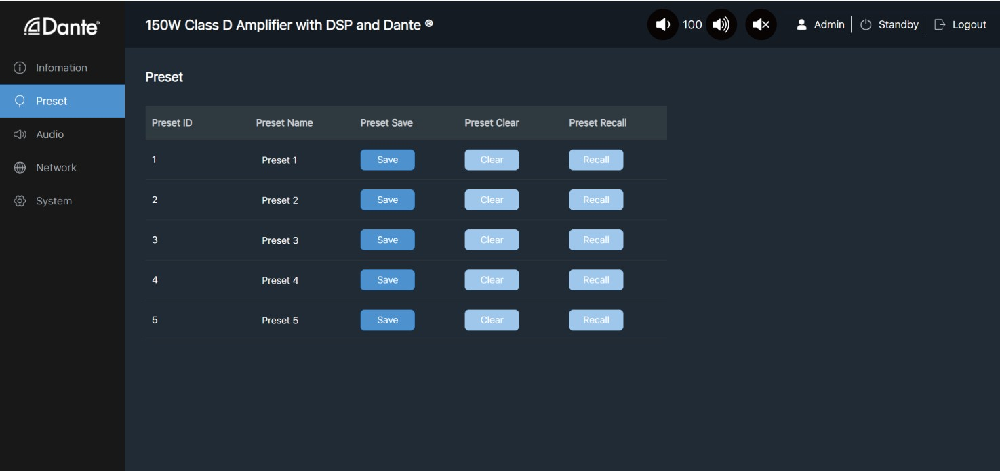 Dante®
150W Class D Amplifier with DSP and Dante ®
100
Admin
Standby
Logout
Infomation
Preset
Audio
Network
System
Preset
Preset ID Preset Name Preset Save Preset Clear Preset Recall
1 Preset 1 Save Clear Recall
2 Preset 2 Save Clear Recall
3 Preset 3 Save Clear Recall
4 Preset 4 Save Clear Recall
5 Preset 5 Save Clear Recall